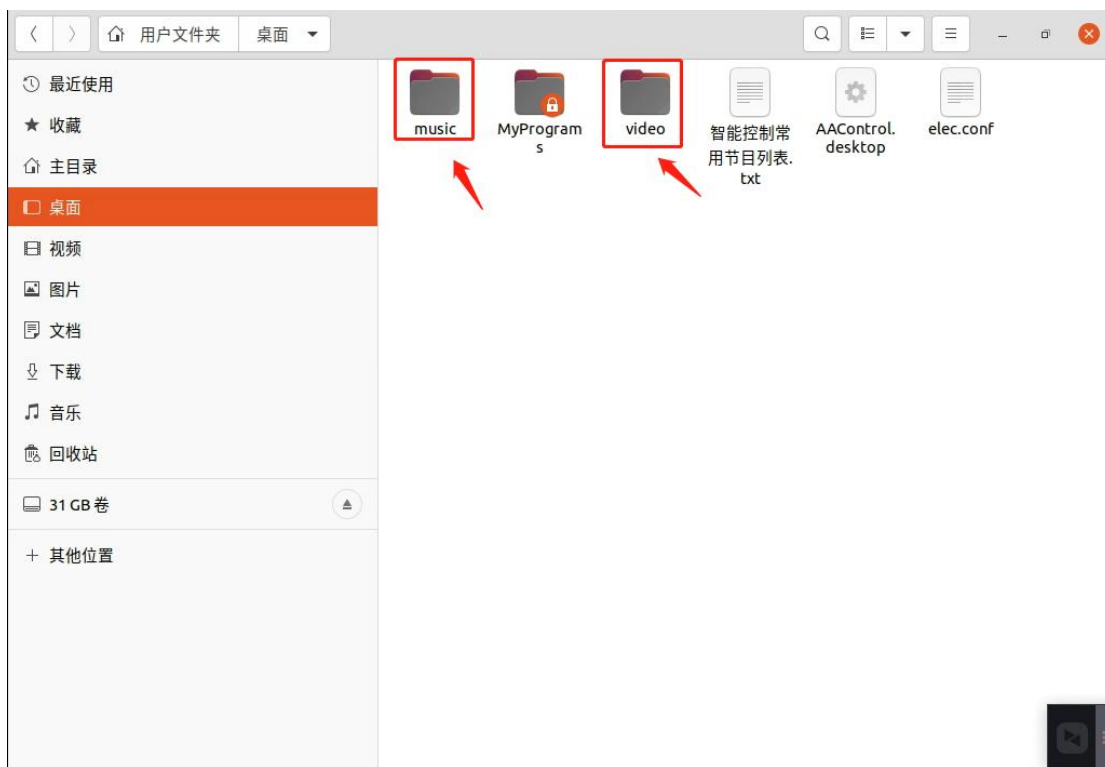 用户文件夹 桌面
最近使用
收藏
主目录
桌面
视频
图片
文档
下载
音乐
回收站
31 GB 卷
其他位置
music
MyProgram
s
video
智能控制常
用节目列表.
txt
AAControl.
desktop
elec.conf